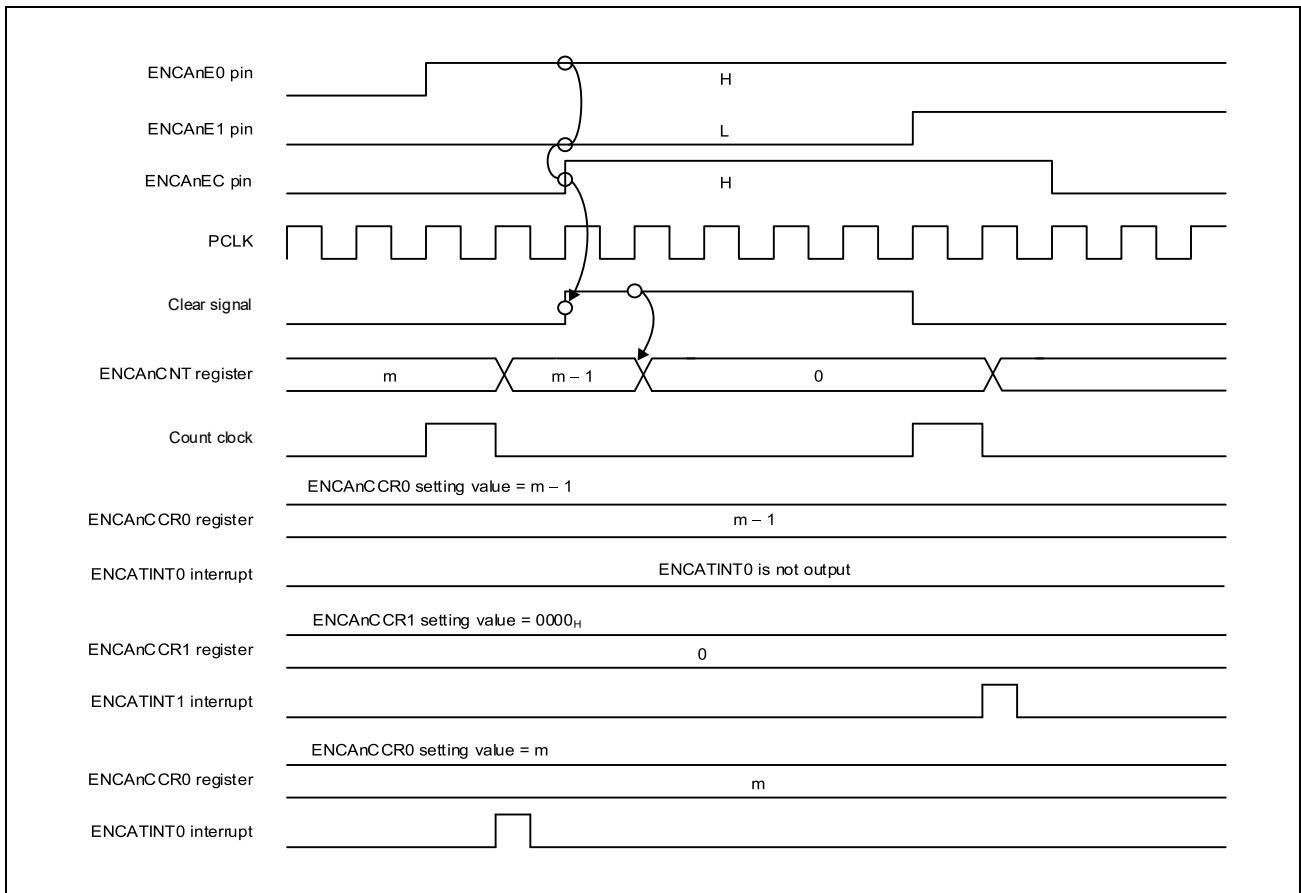 ENCAnE0 pin
H
ENCAnE1 pin
L
ENCAnEC pin
H
PCLK
Clear signal
ENCAnCNT register
m
m – 1
0
Count clock
ENCAnCCR0 setting value = m – 1
ENCAnCCR0 register
m – 1
ENCATINT0 interrupt
ENCATINT0 is not output
ENCAnCCR1 setting value = 0000H
ENCAnCCR1 register
0
ENCATINT1 interrupt
ENCAnCCR0 setting value = m
ENCAnCCR0 register
m
ENCATINT0 interrupt